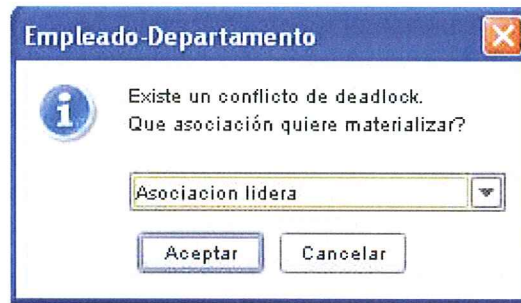 Empleado-Departamento
Existe un conflicto de deadlock.
Que asociación quiere materializar?
Asociacion lidera
Aceptar
Cancelar